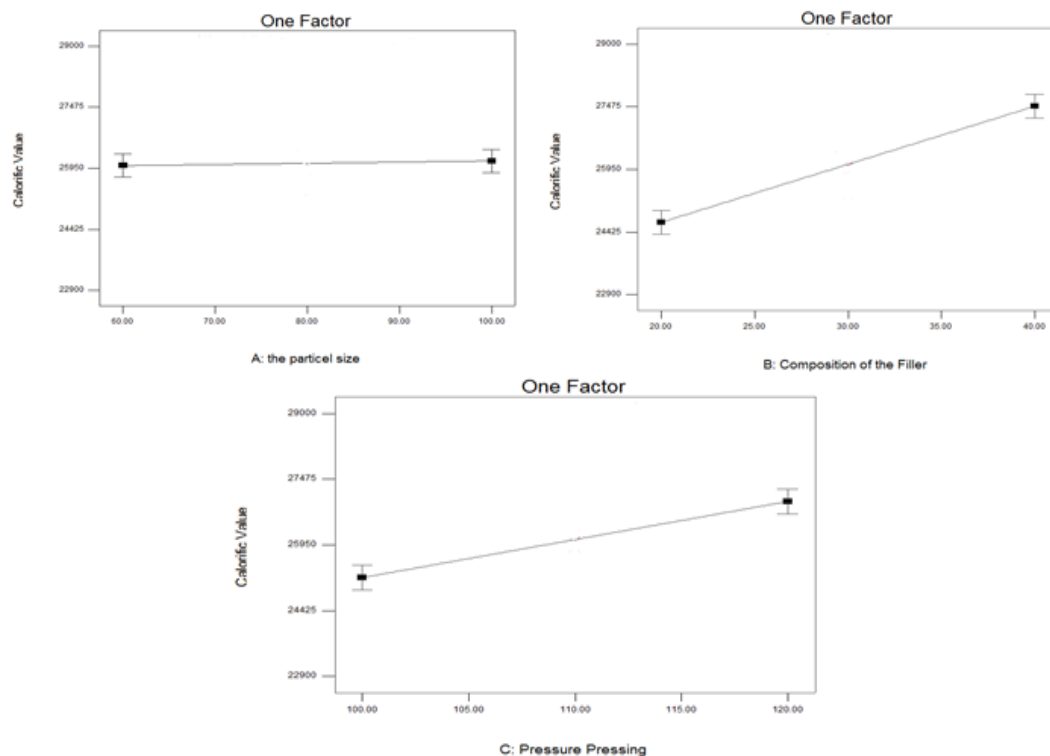 One Factor
29000
27475
25950
24425
22900
Calorific Value
60.00 70.00 80.00 90.00 100.00
A: the particel size
One Factor
29000
27475
25950
24425
22900
Calorific Value
20.00 25.00 30.00 35.00 40.00
B: Composition of the Filler
One Factor
29000
27475
25950
24425
22900
Calorific Value
100.00 105.00 110.00 115.00 120.00
C: Pressure Pressing